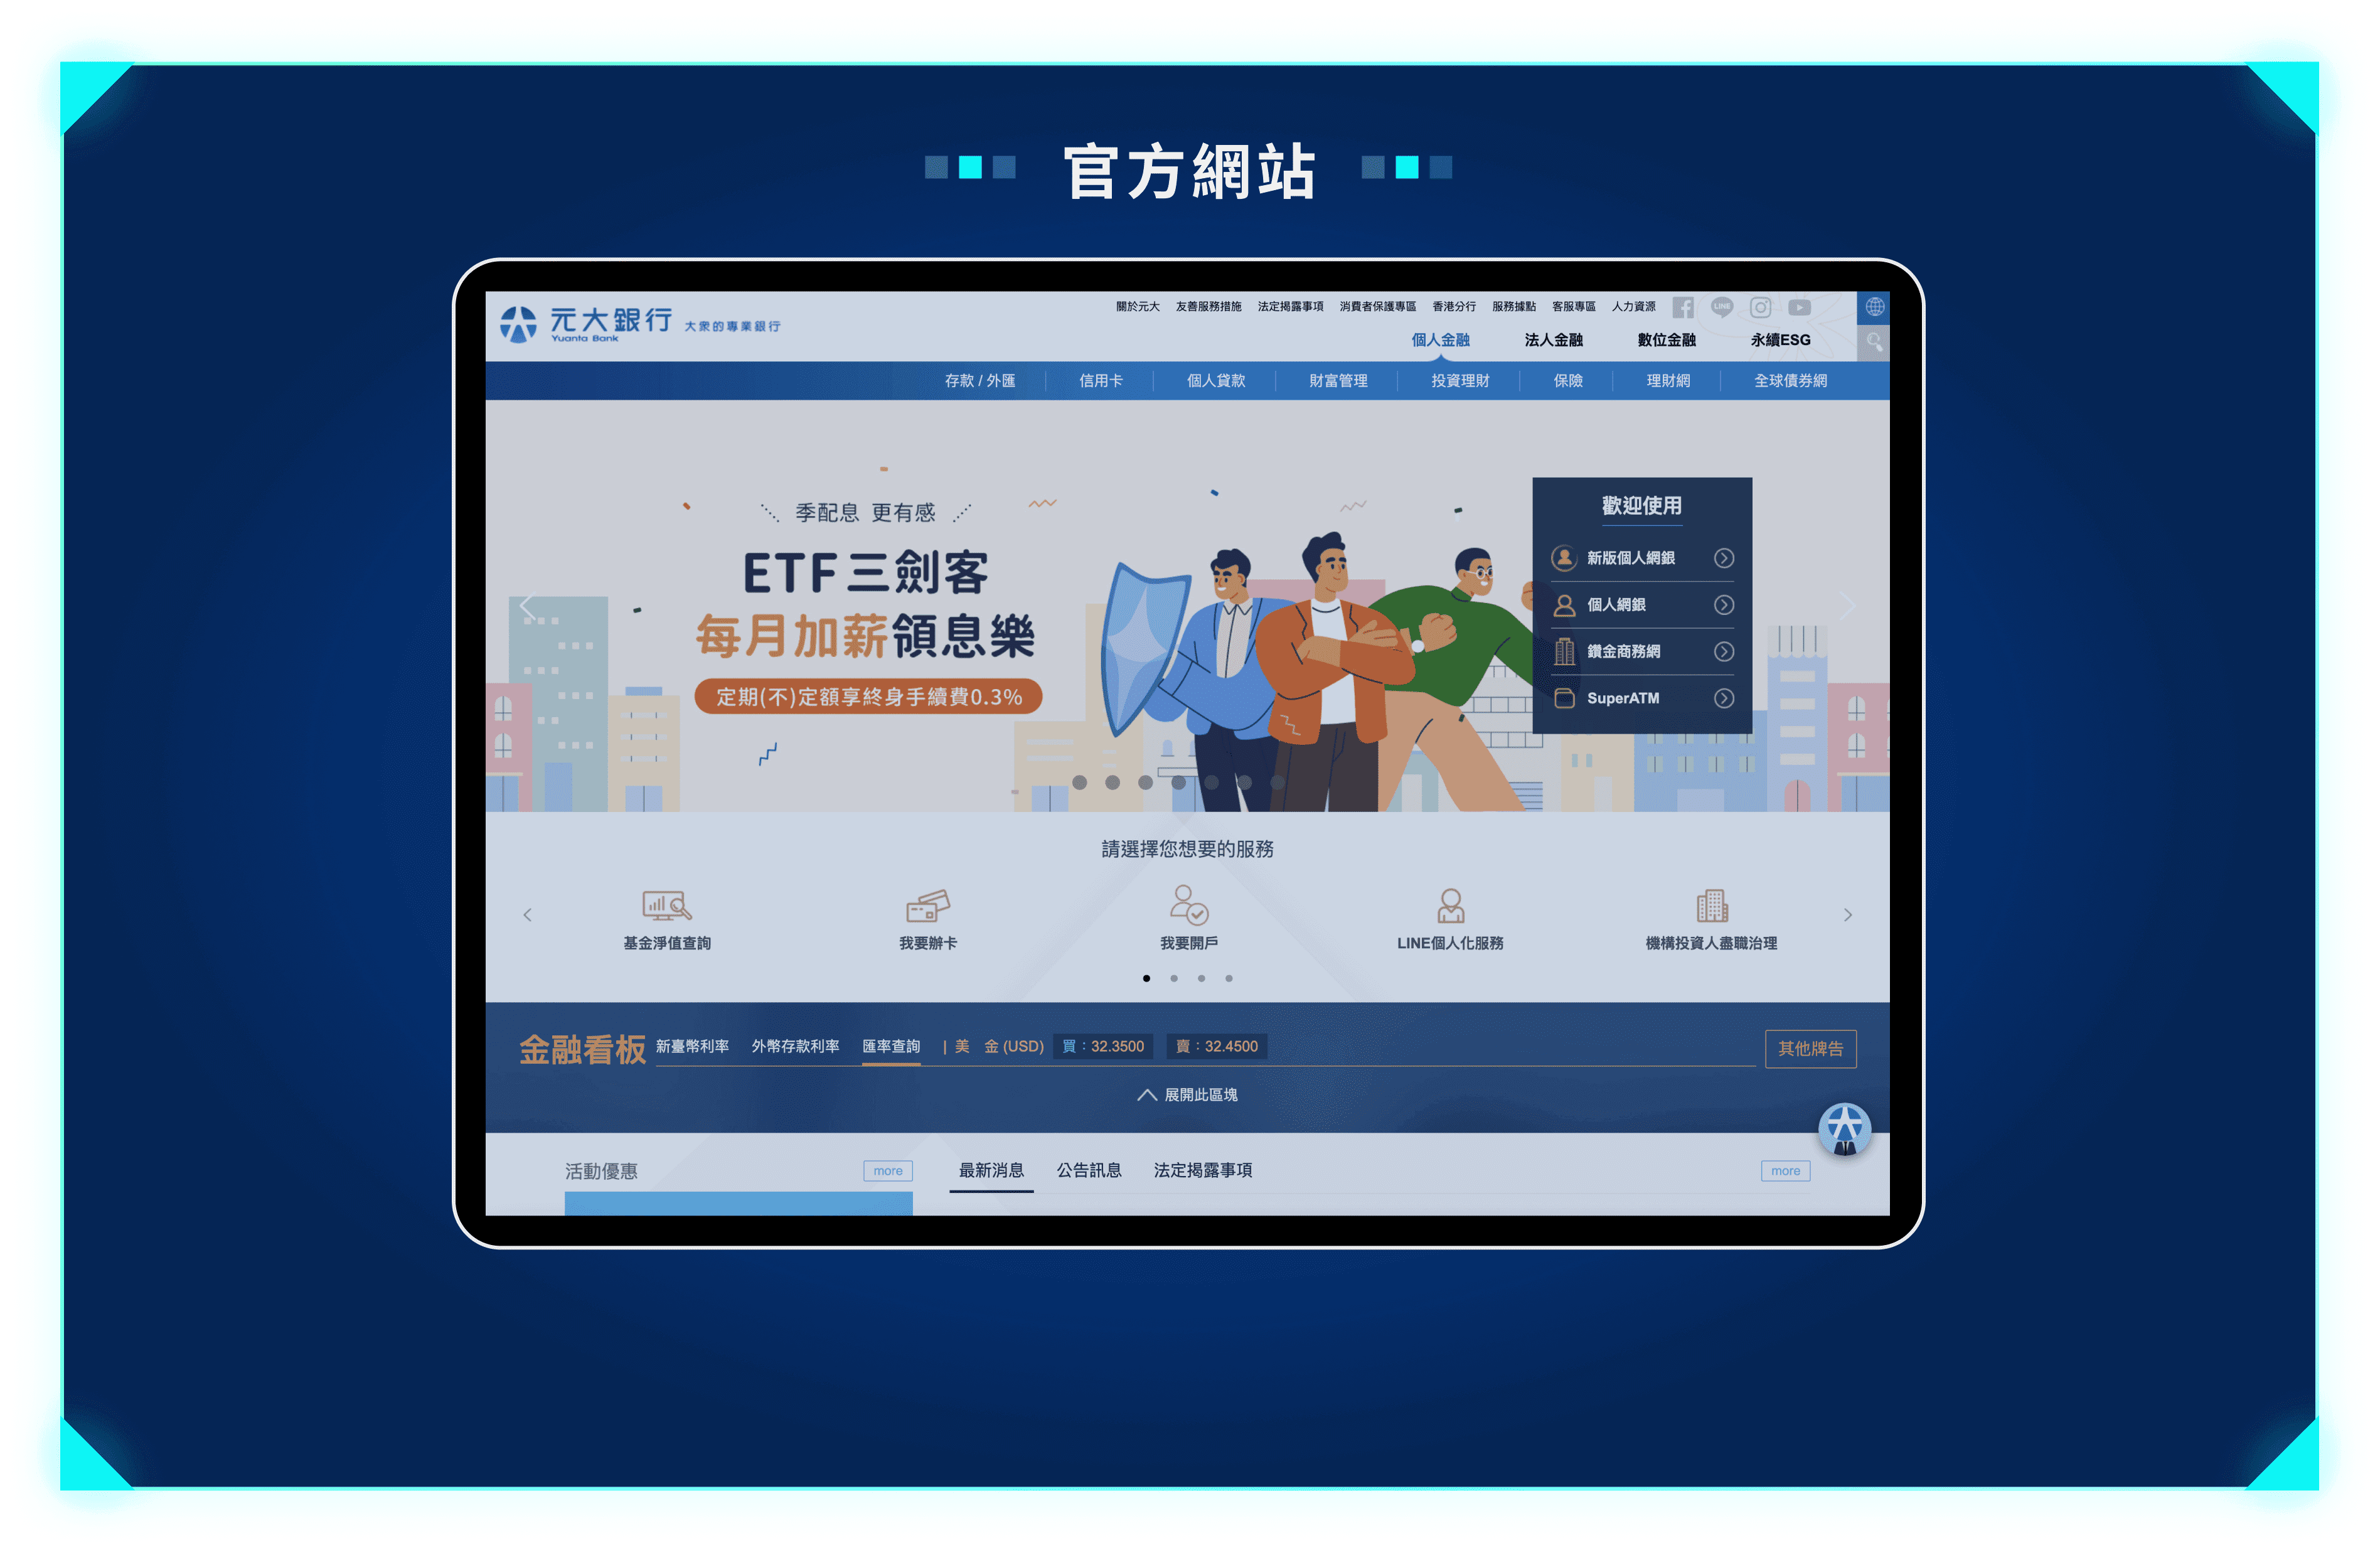 官方網站
元大銀行 大衆的專業銀行
Yuanta Bank
關於元大 友善服務措施 法定揭露事項 消費者保護專區 香港分行 服務據點 客服專區 人力資源
LINE
個人金融 法人金融 數位金融 永續ESG
存款 / 外匯 信用卡 個人貸款 財富管理 投資理財 保險 理財網 全球債券網
季配息 更有感
ETF三劍客
每月加薪領息樂
定期(不)定額享終身手續費0.3%
歡迎使用
新版個人網銀
個人網銀
鑽金商務網
SuperATM
請選擇您想要的服務
基金淨值查詢 我要辦卡 我要開戶 LINE個人化服務 機構投資人盡職治理
金融看板 新臺幣利率 外幣存款利率 匯率查詢 | 美 金 (USD) 買:32.3500 賣:32.4500 其他牌告
展開此區塊
活動優惠 more 最新消息 公告訊息 法定揭露事項 more